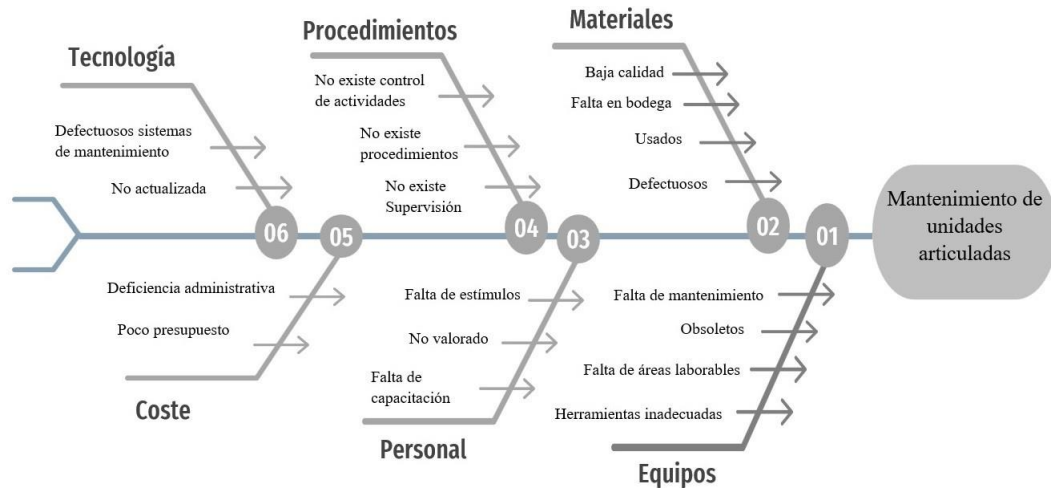 Tecnología
Defectuosos sistemas
de mantenimiento
No actualizada
06
Procedimientos
No existe control
de actividades
No existe
procedimientos
No existe
Supervisión
04
Materiales
Baja calidad
Falta en bodega
Usados
Defectuosos
02
05
Deficiencia administrativa
Poco presupuesto
Coste
03
Falta de estímulos
No valorado
Falta de
capacitación
Personal
01
Falta de mantenimiento
Obsoletos
Falta de áreas laborables
Herramientas inadecuadas
Equipos
Mantenimiento de
unidades
articuladas